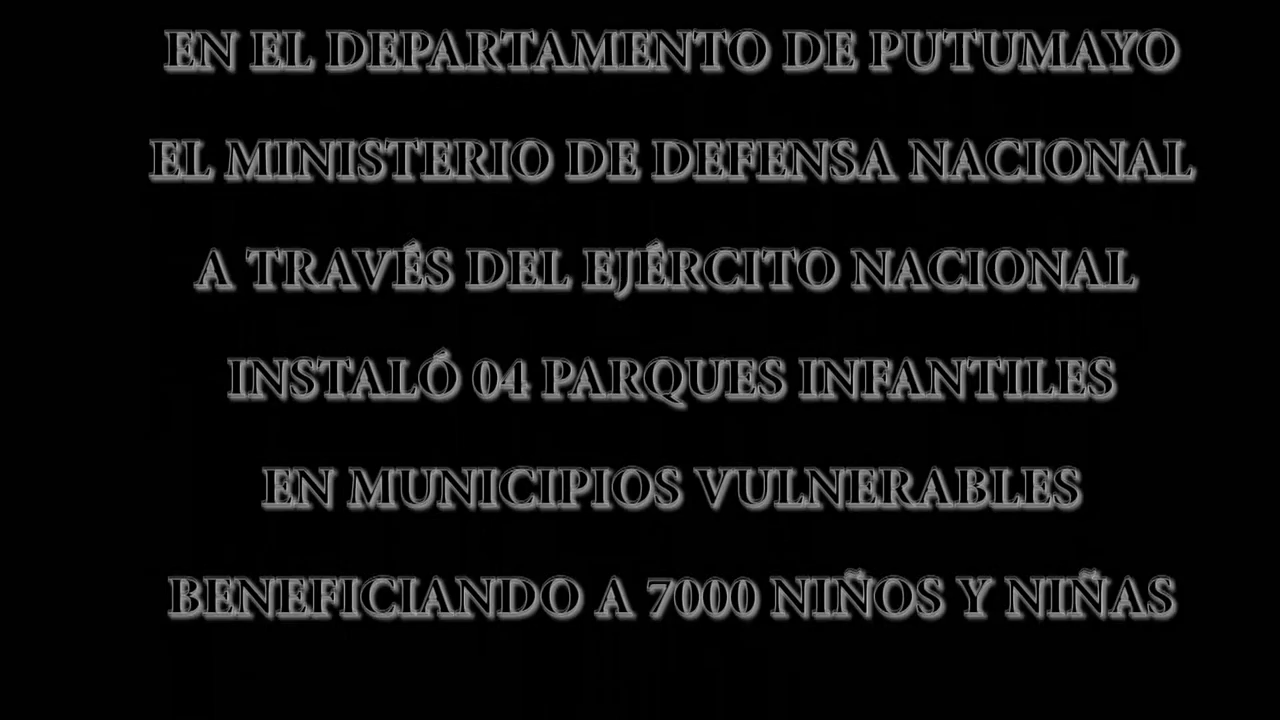 EN EL DEPARTAMENTO DE PUTUMAYO
EL MINISTERIO DE DEFENSA NACIONAL
A TRAVÉS DEL EJÉRCITO NACIONAL
INSTALÓ 04 PARQUES INFANTILES
EN MUNICIPIOS VULNERABLES
BENEFICIANDO A 7000 NIÑOS Y NIÑAS